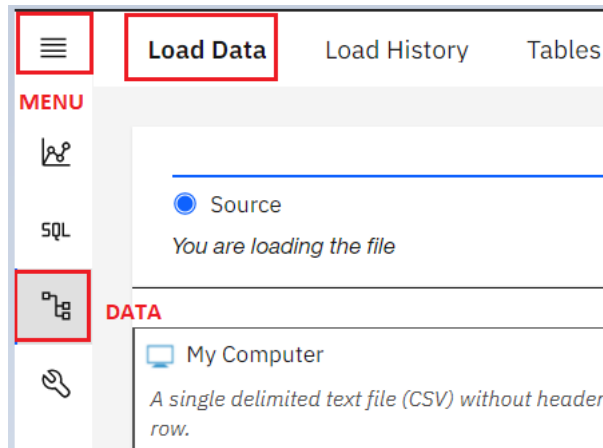 Load Data Load History Tables
MENU
Source
SQL
You are loading the file
DATA
My Computer
A single delimited text file (CSV) without header
row.